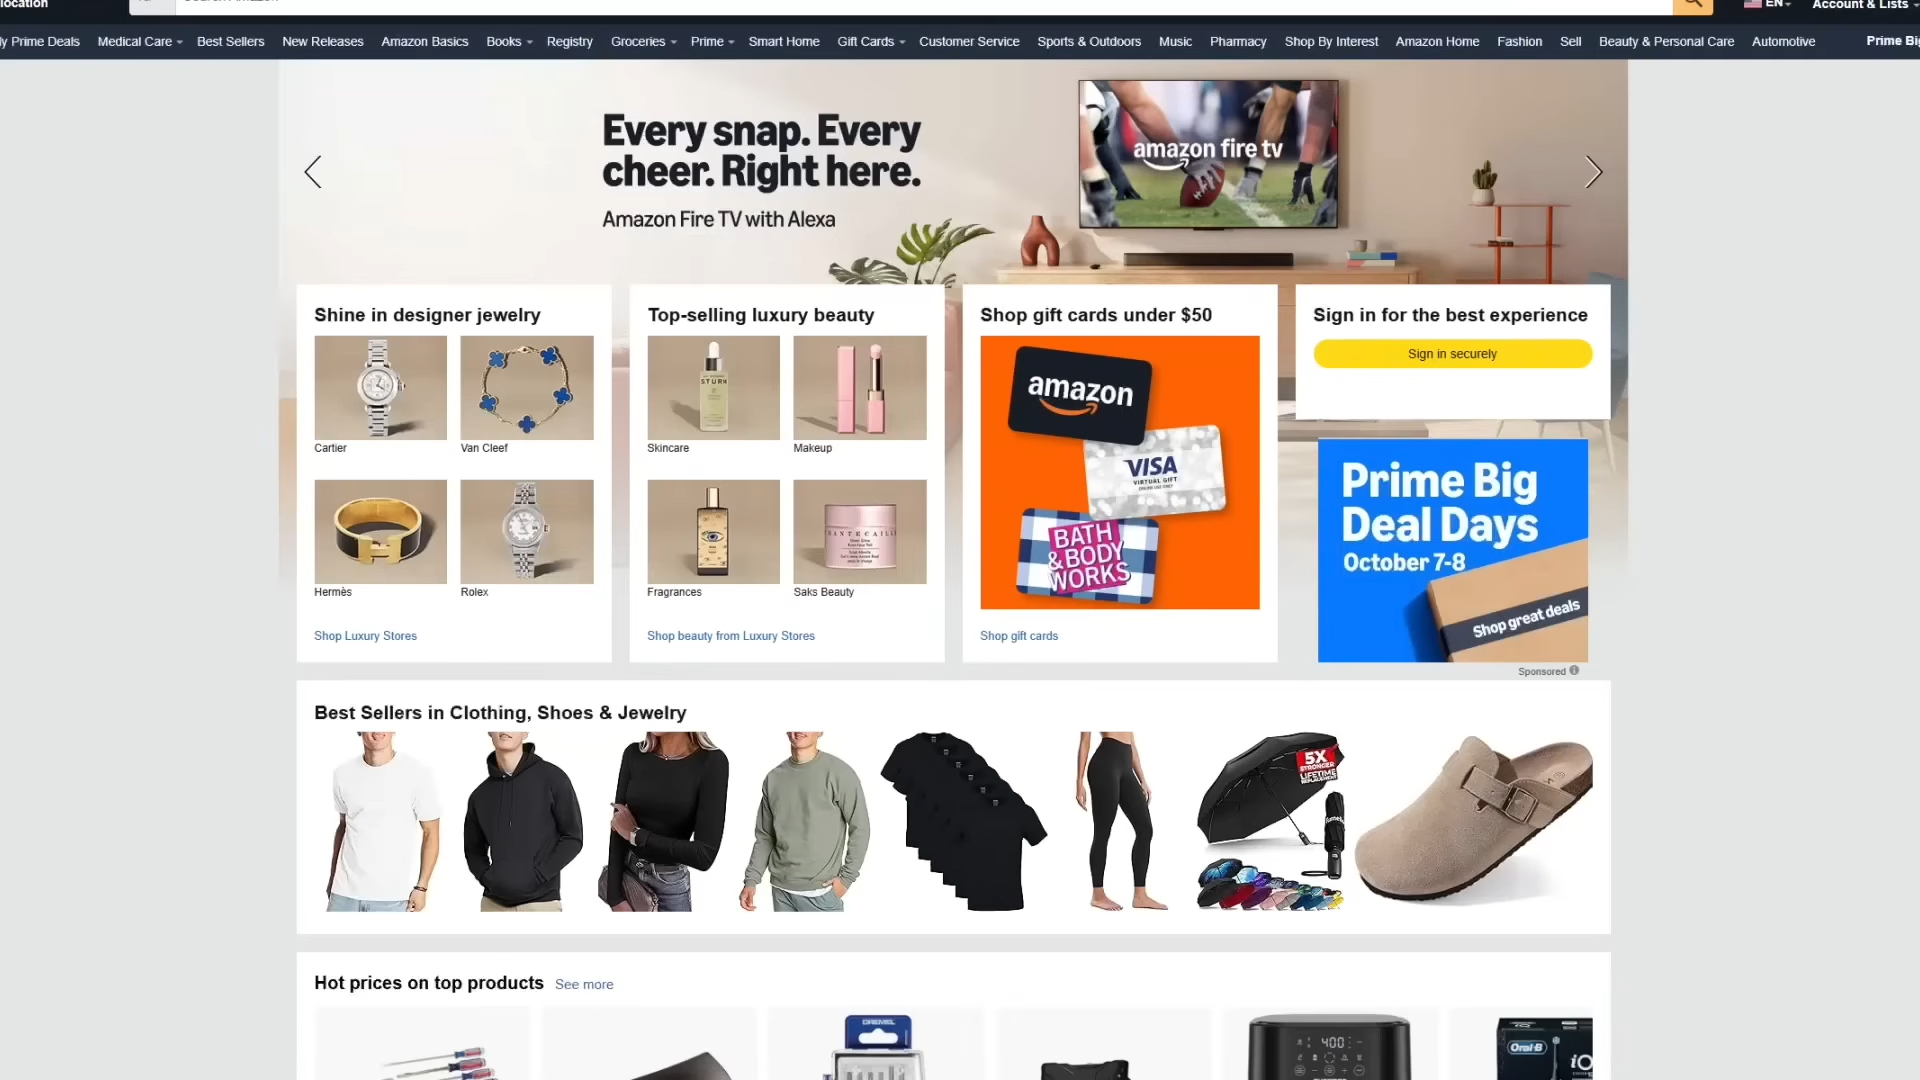 location
EN
Account & Lists
y Prime Deals
Medical Care
Best Sellers
New Releases
Amazon Basics
Books
Registry
Groceries
Prime
Smart Home
Gift Cards
Customer Service
Sports & Outdoors
Music
Pharmacy
Shop By Interest
Amazon Home
Fashion
Sell
Beauty & Personal Care
Automotive
Prime Big
Every snap. Every
cheer. Right here.
Amazon Fire TV with Alexa
amazon fire tv
Shine in designer jewelry
Cartier
Van Cleef
Hermès
Rolex
Shop Luxury Stores
Top-selling luxury beauty
STURM
Skincare
Makeup
Fragrances
Saks Beauty
Shop beauty from Luxury Stores
Shop gift cards under $50
amazon
VISA
VIRTUAL GIFT
BATH
& BODY
WORKS
Shop gift cards
Sign in for the best experience
Sign in securely
Prime Big
Deal Days
October 7-8
Shop great deals
Sponsored
Best Sellers in Clothing, Shoes & Jewelry
5X
STRONGER
LIFETIME
REPLACEMENT
Hot prices on top products
See more
DREMEL
400
Oral-B
iO